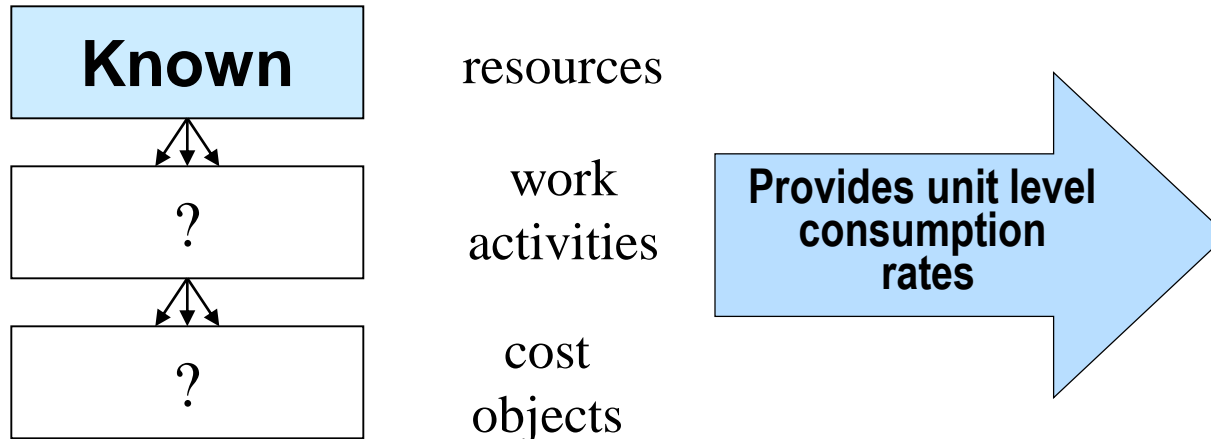 Known
resources
?
work
activities
?
cost
objects
Provides unit level
consumption
rates